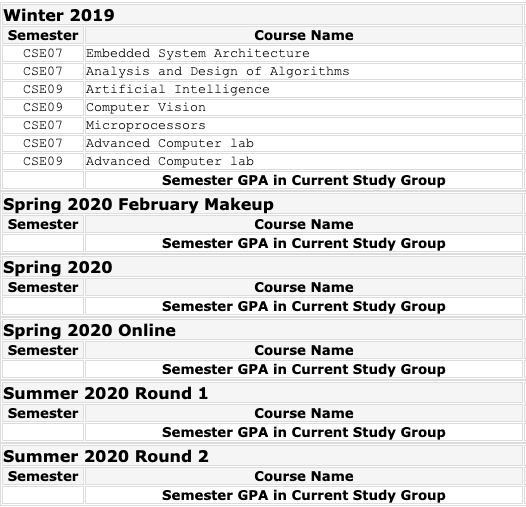 Winter 2019
Semester Course Name
CSE07 Embedded System Architecture
CSE07 Analysis and Design of Algorithms
CSE09 Artificial Intelligence
CSE09 Computer Vision
CSE07 Microprocessors
CSE07 Advanced Computer lab
CSE09 Advanced Computer lab
Semester GPA in Current Study Group
Spring 2020 February Makeup
Semester Course Name
Semester GPA in Current Study Group
Spring 2020
Semester Course Name
Semester GPA in Current Study Group
Spring 2020 Online
Semester Course Name
Semester GPA in Current Study Group
Summer 2020 Round 1
Semester Course Name
Semester GPA in Current Study Group
Summer 2020 Round 2
Semester Course Name
Semester GPA in Current Study Group